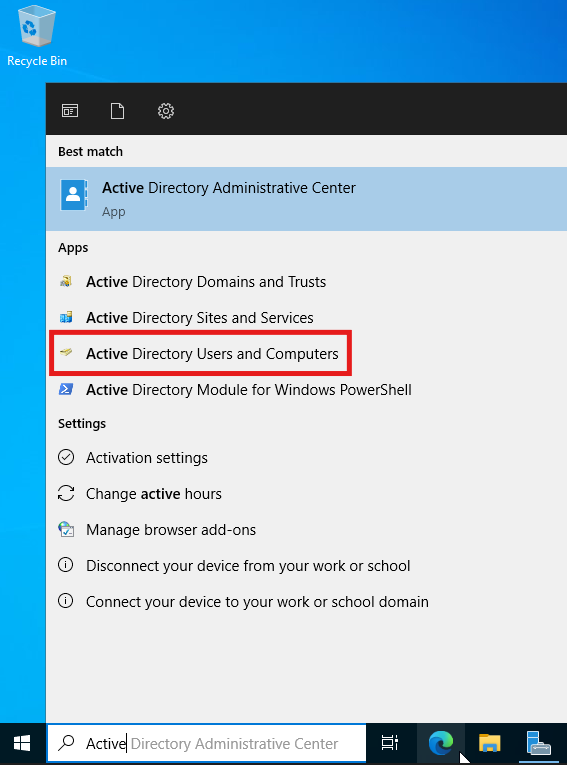 Recycle Bin
Best match
Active Directory Administrative Center
App
Apps
Active Directory Domains and Trusts
Active Directory Sites and Services
Active Directory Users and Computers
Active Directory Module for Windows PowerShell
Settings
Activation settings
Change active hours
Manage browser add-ons
Disconnect your device from your work or school
Connect your device to your work or school domain
Active Directory Administrative Center